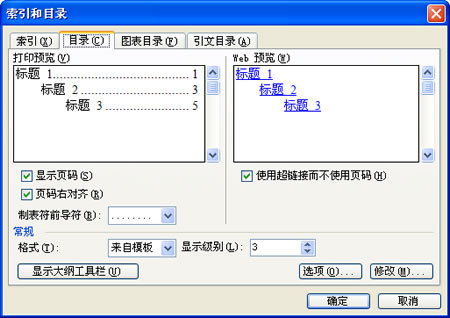 索引和目录
索引(X) 目录(C) 图表目录(F) 引文目录(A)
打印预览(V) Web 预览(W)
标题 1.................................... 1 标题 1
标题 2 ............................ 3 标题 2
标题 3 ...................... 5 标题 3
显示页码(S) 使用超链接而不使用页码(H)
页码右对齐(R)
制表符前导符(B): ........
常规
格式(T): 来自模板 显示级别(L): 3
显示大纲工具栏(U) 选项(O)... 修改(M)...
确定 取消